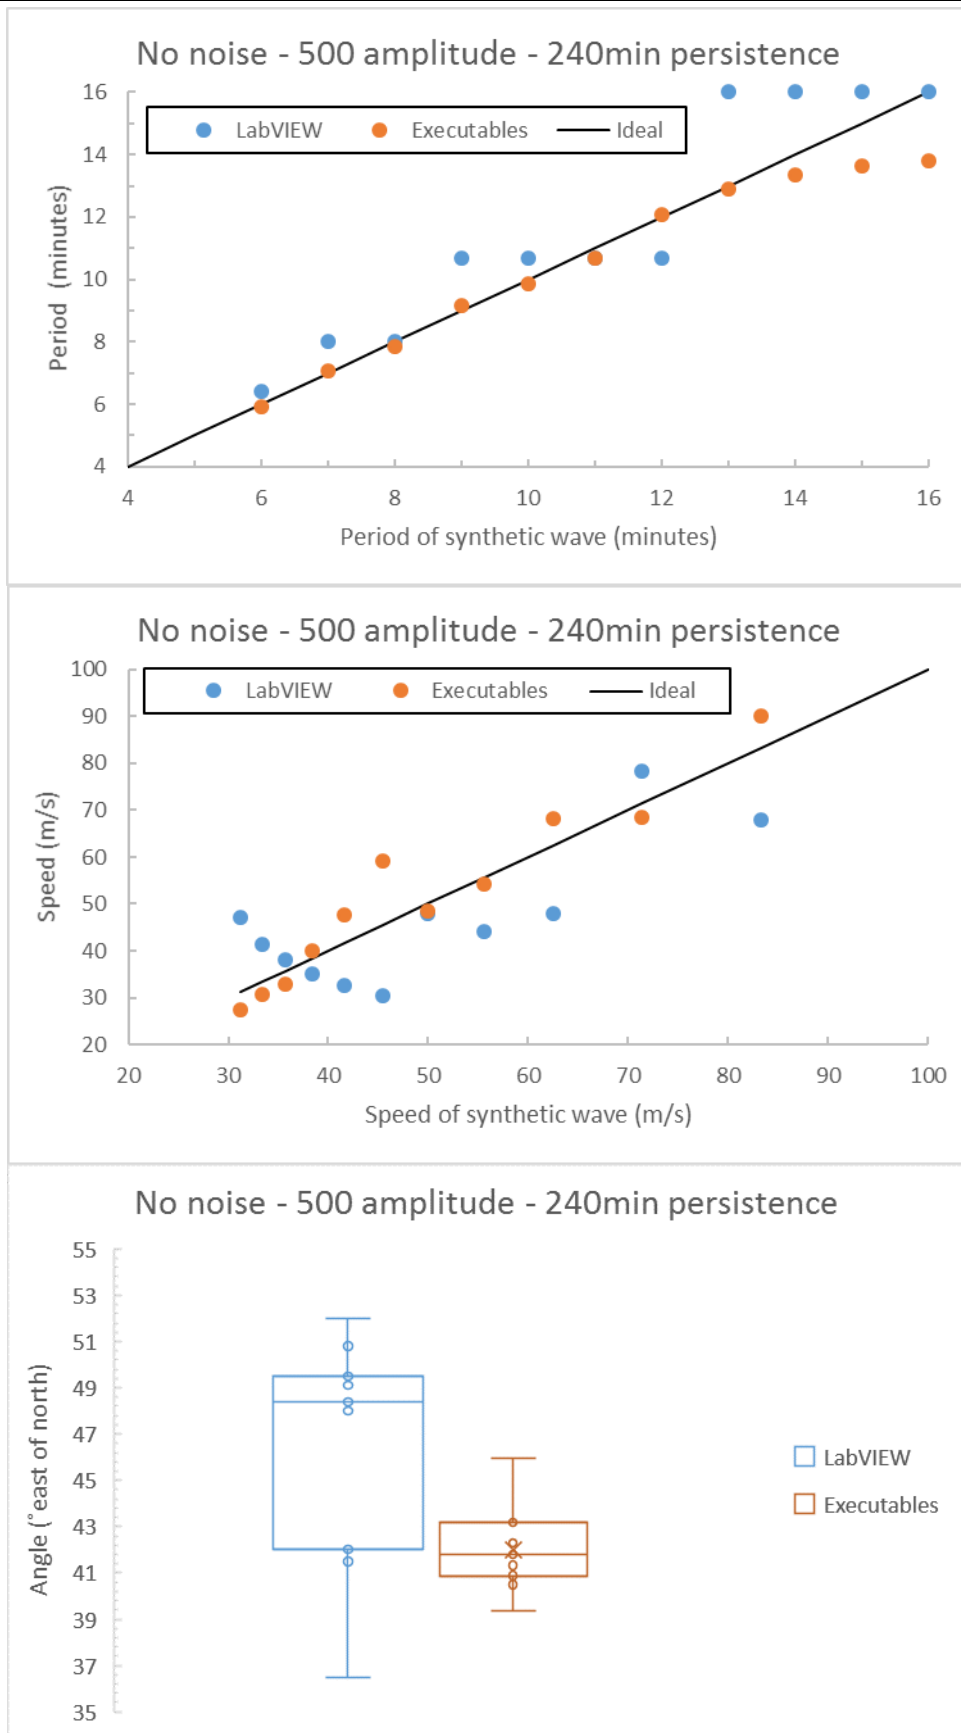 No noise - 500 amplitude - 240min persistence
16
LabVIEW Executables Ideal
14
12
10
8
6
4
Period (minutes)
4 6 8 10 12 14 16
Period of synthetic wave (minutes)
No noise - 500 amplitude - 240min persistence
100
LabVIEW Executables Ideal
90
80
70
60
50
40
30
20
Speed (m/s)
20 30 40 50 60 70 80 90 100
Speed of synthetic wave (m/s)
No noise - 500 amplitude - 240min persistence
55
53
51
49
47
45
43
41
39
37
35
Angle (°east of north)
LabVIEW
Executables